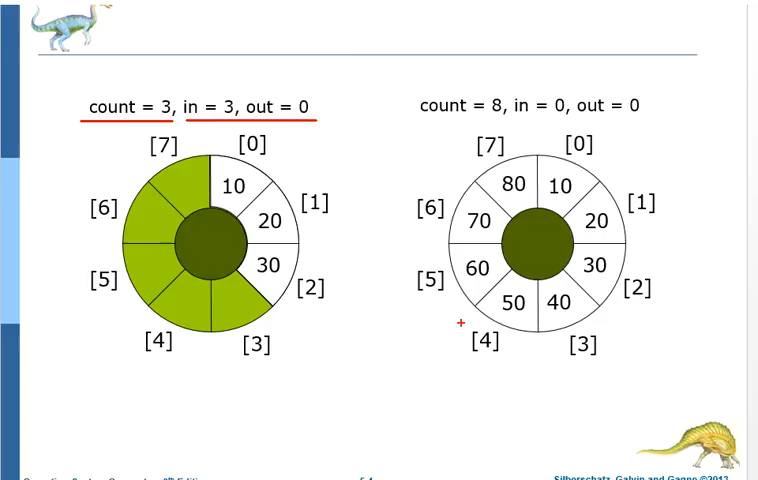 count = 3, in = 3, out = 0
count = 8, in = 0, out = 0
[7] [0]
[6] 10 [1]
20
[5] 30 [2]
[4] [3]
[7] [0]
[6] 80 10 [1]
70 20
[5] 60 30 [2]
50 40
[4] [3]
Silberschatz, Galvin and Gagne ©2013